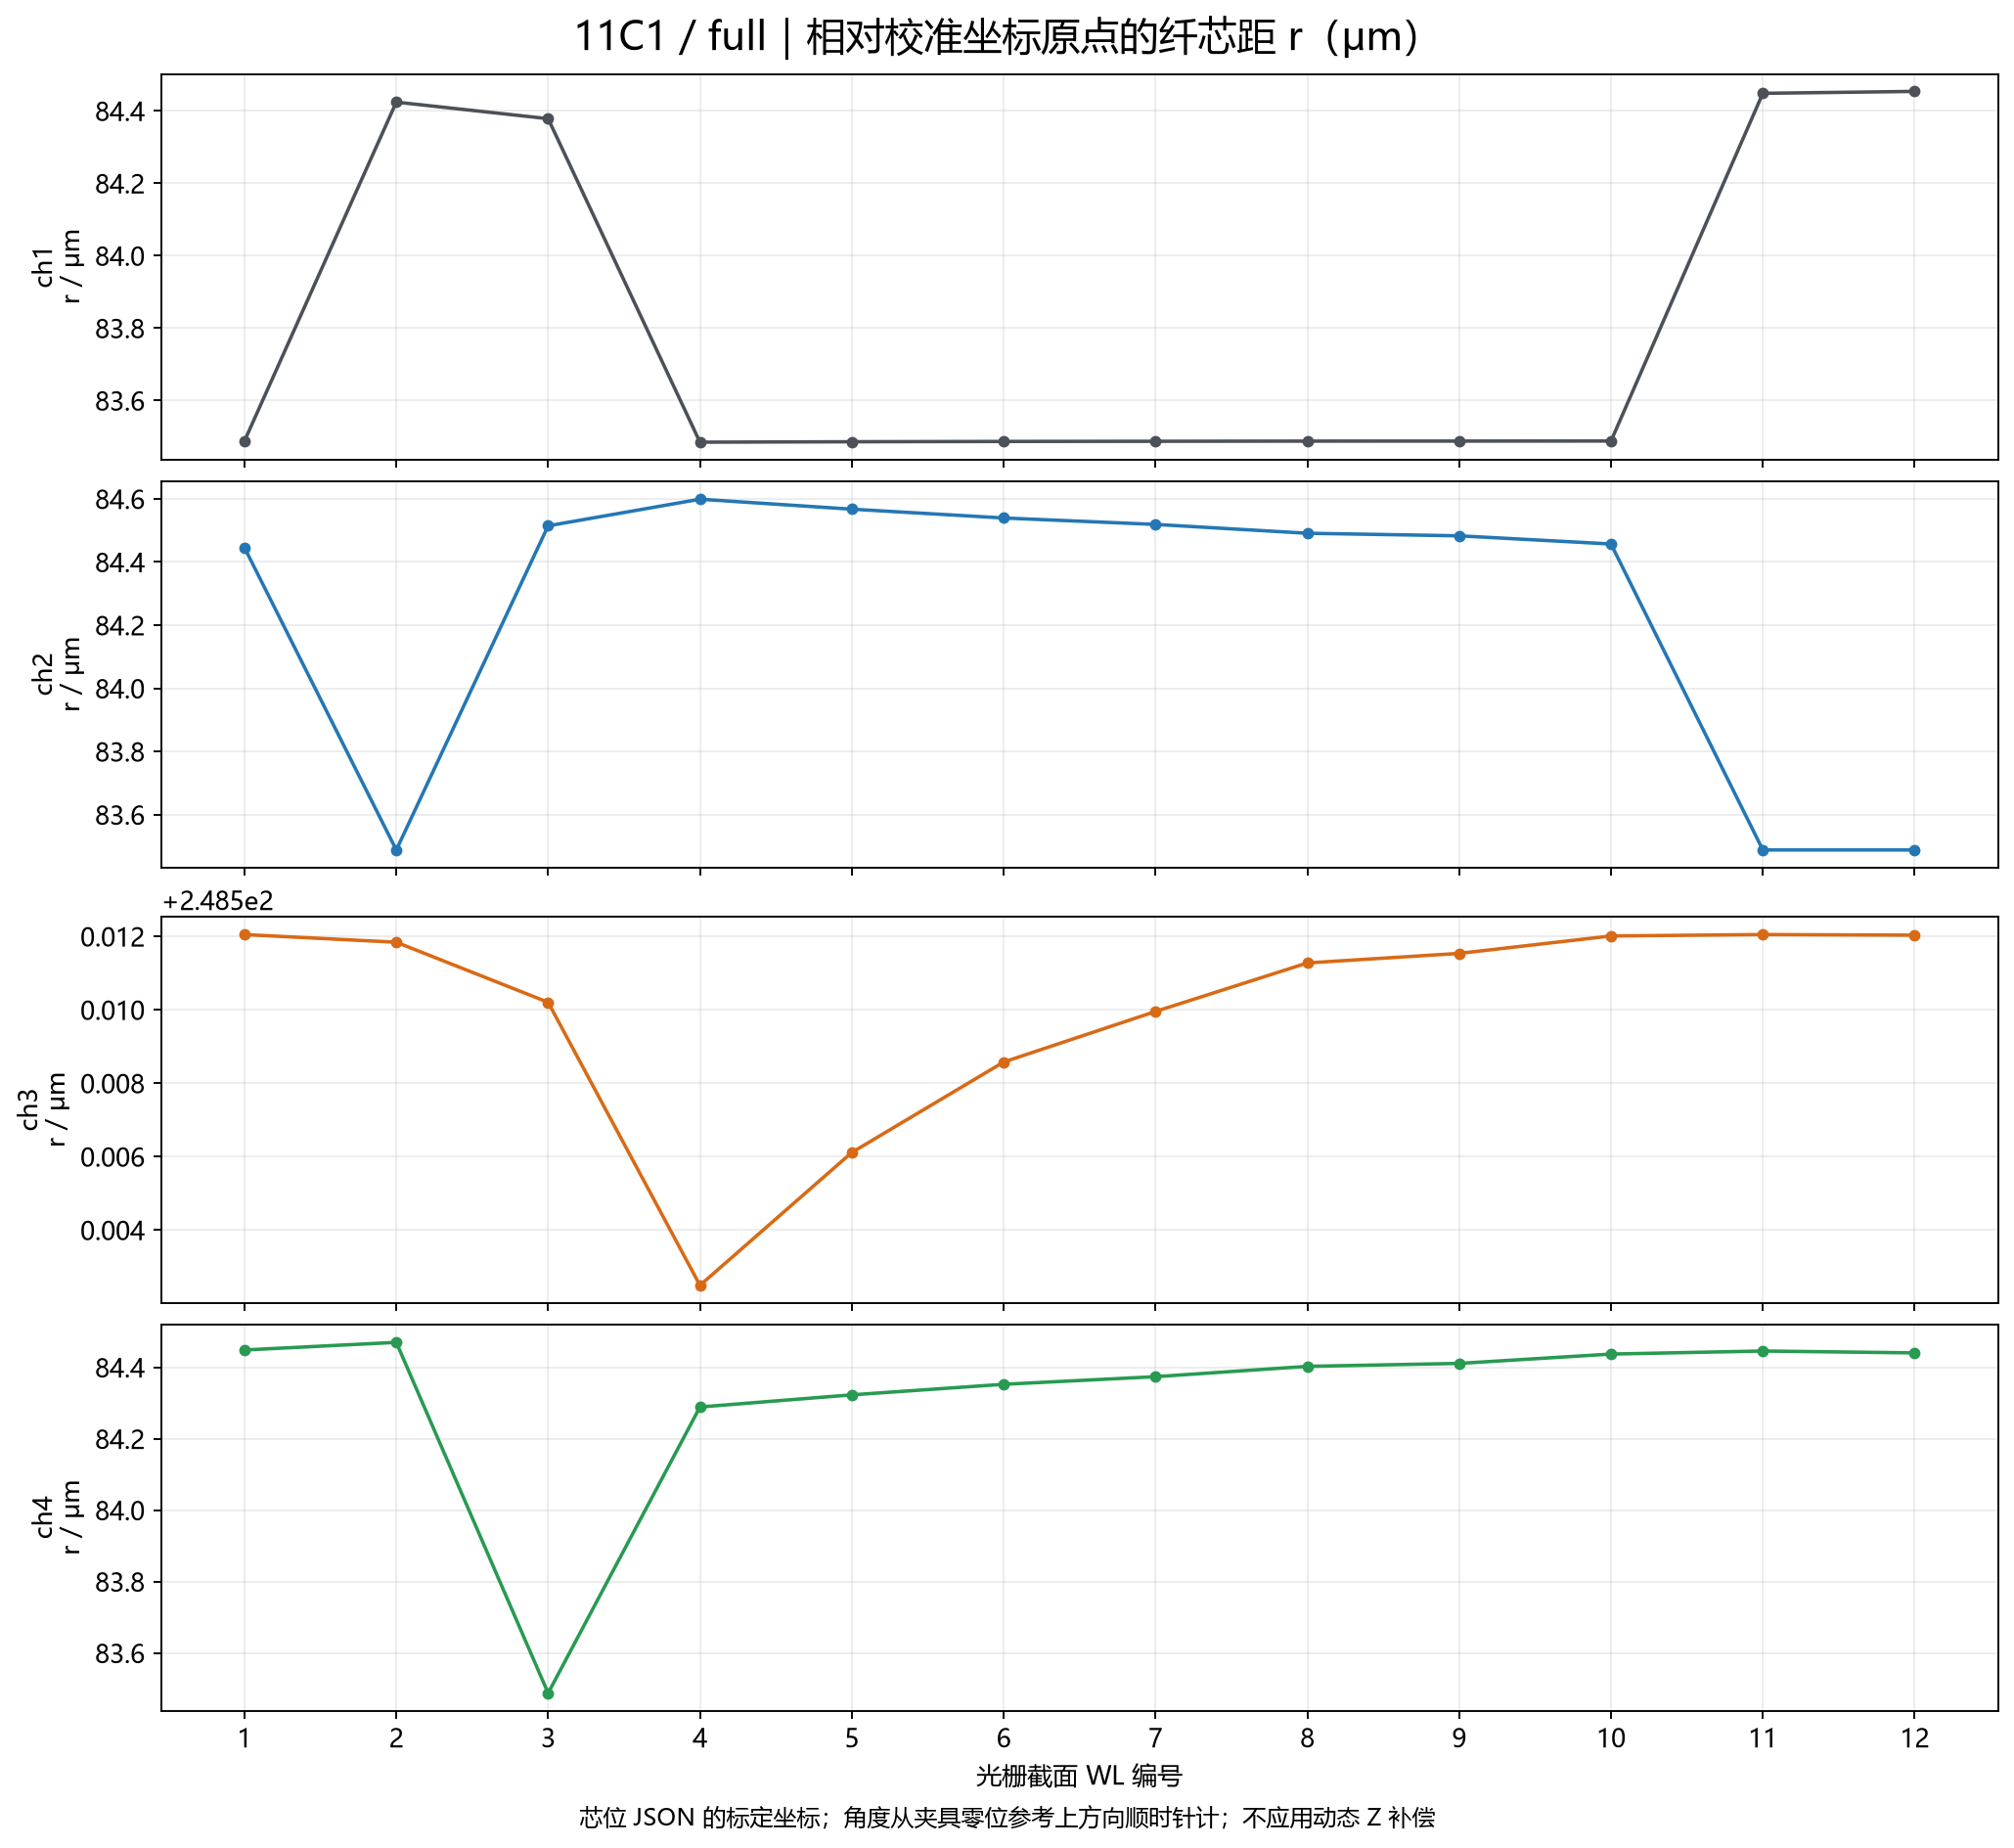 11C1 / full | 相对校准坐标原点的纤芯距 r（μm）
84.4
84.2
84.0
83.8
83.6
ch1
r / μm
84.6
84.4
84.2
84.0
83.8
83.6
ch2
r / μm
+2.485e2
0.012
0.010
0.008
0.006
0.004
ch3
r / μm
84.4
84.2
84.0
83.8
83.6
ch4
r / μm
1 2 3 4 5 6 7 8 9 10 11 12
光栅截面 WL 编号
芯位 JSON 的标定坐标；角度从夹具零位参考上方向顺时针计；不应用动态 Z 补偿